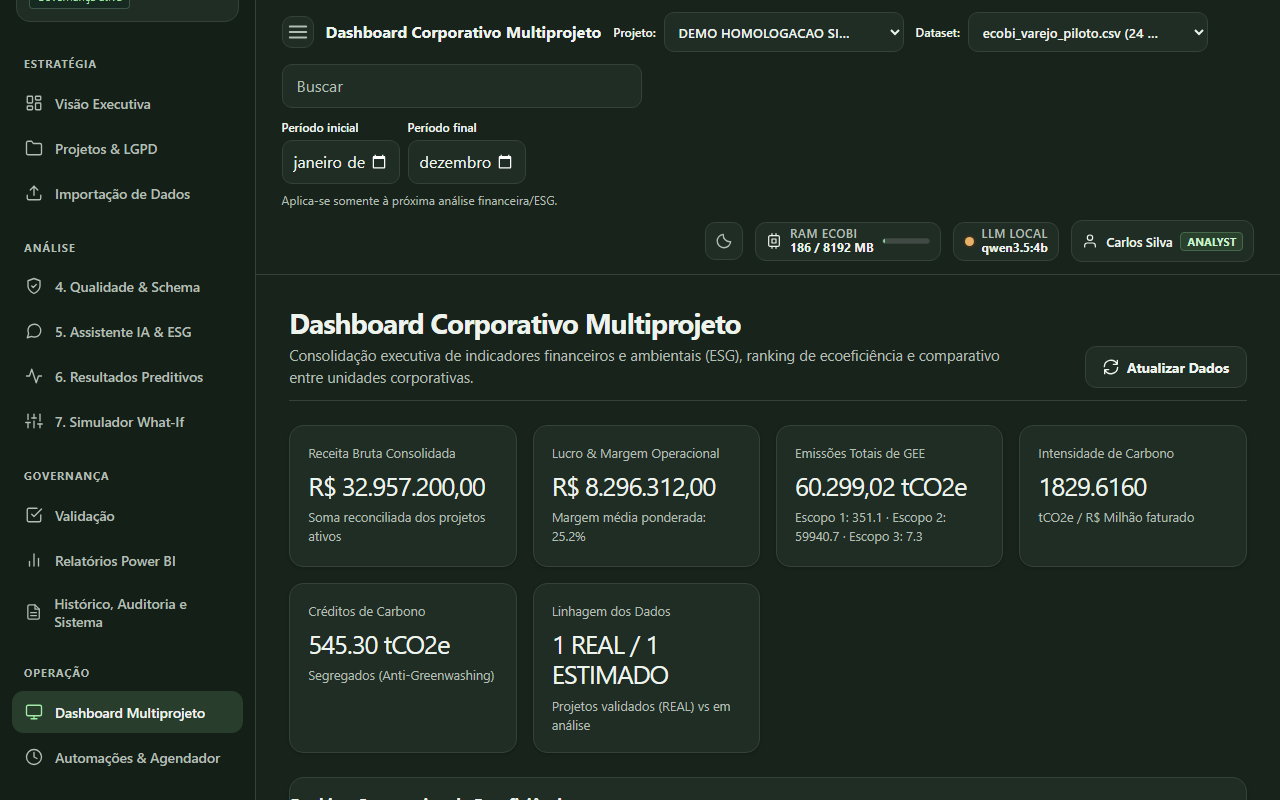 ESTRATÉGIA
Visão Executiva
Projetos & LGPD
Importação de Dados
ANÁLISE
4. Qualidade & Schema
5. Assistente IA & ESG
6. Resultados Preditivos
7. Simulador What-If
GOVERNANÇA
Validação
Relatórios Power BI
Histórico, Auditoria e
Sistema
OPERAÇÃO
Dashboard Multiprojeto
Automações & Agendador
Dashboard Corporativo Multiprojeto
Projeto:
DEMO HOMOLOGACAO SI...
Dataset:
ecobi_varejo_piloto.csv (24 ...
Buscar
Período inicial
Período final
janeiro de
dezembro
Aplica-se somente à próxima análise financeira/ESG.
RAM ECOBI
186 / 8192 MB
LLM LOCAL
qwen3.5:4b
Carlos Silva
ANALYST
Dashboard Corporativo Multiprojeto
Consolidação executiva de indicadores financeiros e ambientais (ESG), ranking de ecoeficiência e comparativo
entre unidades corporativas.
Atualizar Dados
Receita Bruta Consolidada
R$ 32.957.200,00
Soma reconciliada dos projetos
ativos
Lucro & Margem Operacional
R$ 8.296.312,00
Margem média ponderada:
25.2%
Emissões Totais de GEE
60.299,02 tCO2e
Escopo 1: 351.1 · Escopo 2:
59940.7 · Escopo 3: 7.3
Intensidade de Carbono
1829.6160
tCO2e / R$ Milhão faturado
Créditos de Carbono
545.30 tCO2e
Segregados (Anti-Greenwashing)
Linhagem dos Dados
1 REAL / 1
ESTIMADO
Projetos validados (REAL) vs em
análise